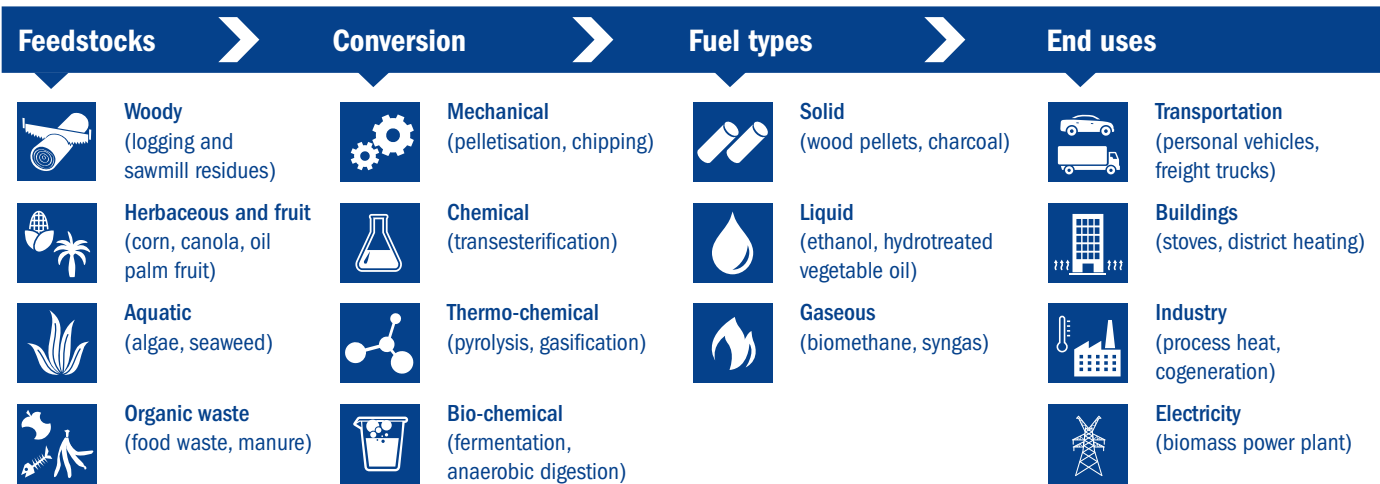 Feedstocks
Conversion
Fuel types
End uses
Woody
(logging and
sawmill residues)
Herbaceous and fruit
(corn, canola, oil
palm fruit)
Aquatic
(algae, seaweed)
Organic waste
(food waste, manure)
Mechanical
(pelletisation, chipping)
Chemical
(transesterification)
Thermo-chemical
(pyrolysis, gasification)
Bio-chemical
(fermentation,
anaerobic digestion)
Solid
(wood pellets, charcoal)
Liquid
(ethanol, hydrotreated
vegetable oil)
Gaseous
(biomethane, syngas)
Transportation
(personal vehicles,
freight trucks)
Buildings
(stoves, district heating)
Industry
(process heat,
cogeneration)
Electricity
(biomass power plant)